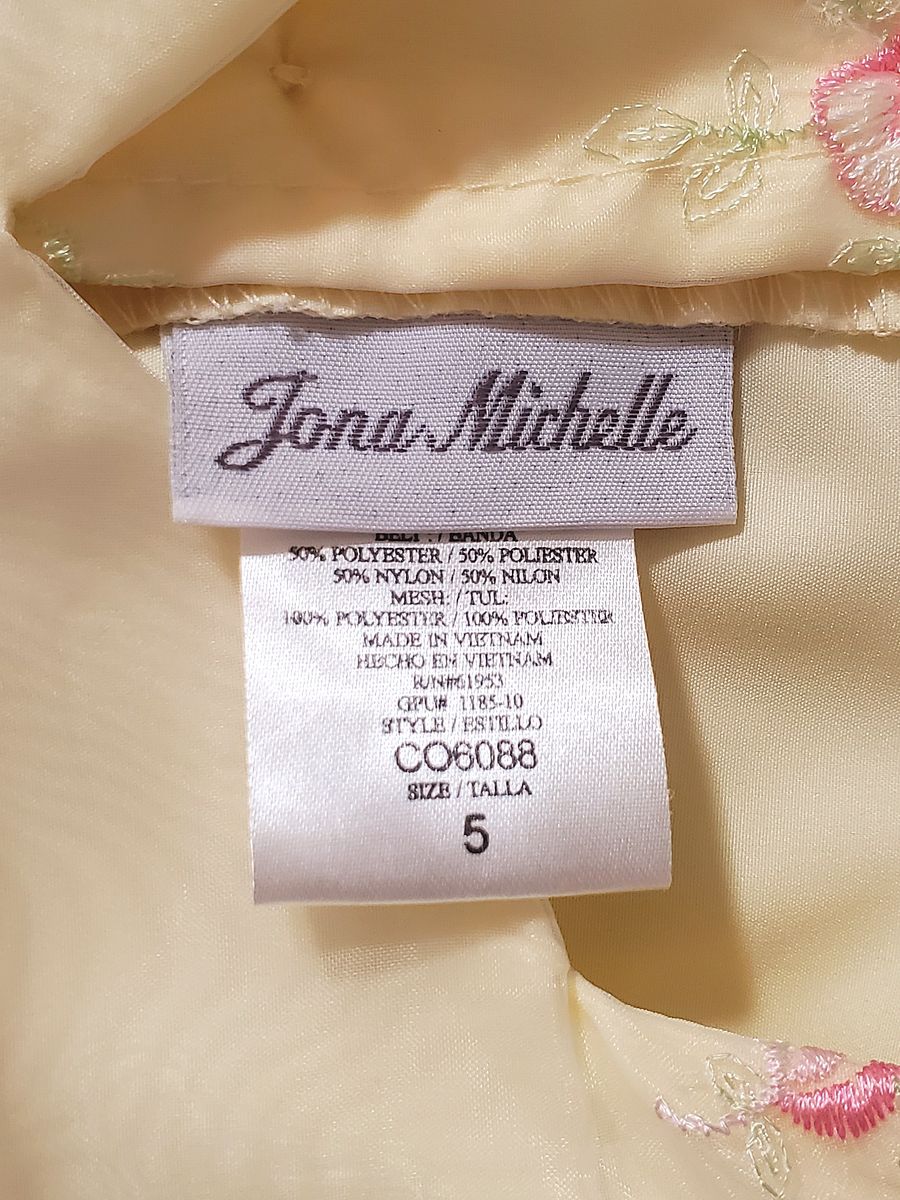 Jona Michelle
BELT : / BANDA
50% POLYESTER / 50% POLIESTER
50% NYLON / 50% NILON
MESH: / TUL:
100% POLYESTER / 100% POLIESTER
MADE IN VIETNAM
HECHO EN VIETNAM
R/N#61953
GPU# 1185-10
STYLE / ESTILLO
CO6088
SIZE / TALLA
5